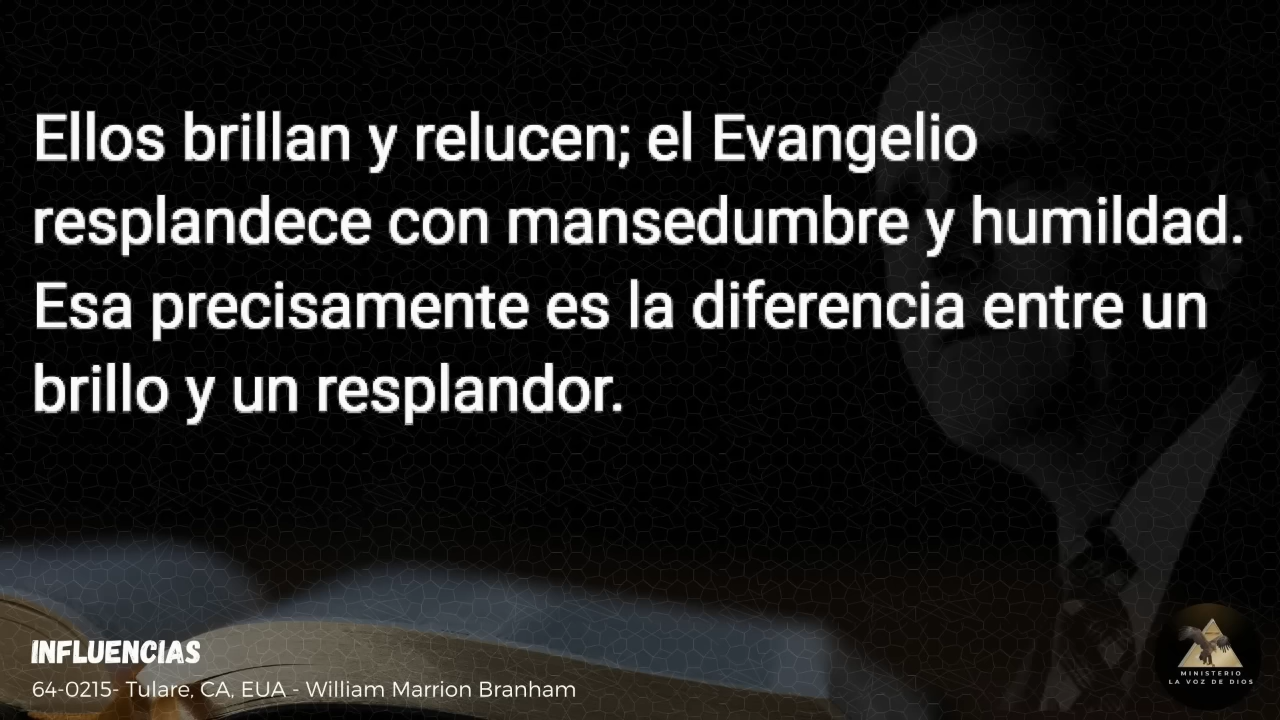 Ellos brillan y relucen; el Evangelio
resplandece con mansedumbre y humildad.
Esa precisamente es la diferencia entre un
brillo y un resplandor.
INFLUENCIAS
64-0215- Tulare, CA, EUA - William Marrion Branham
MINISTERIO
LA VOZ DE DIOS